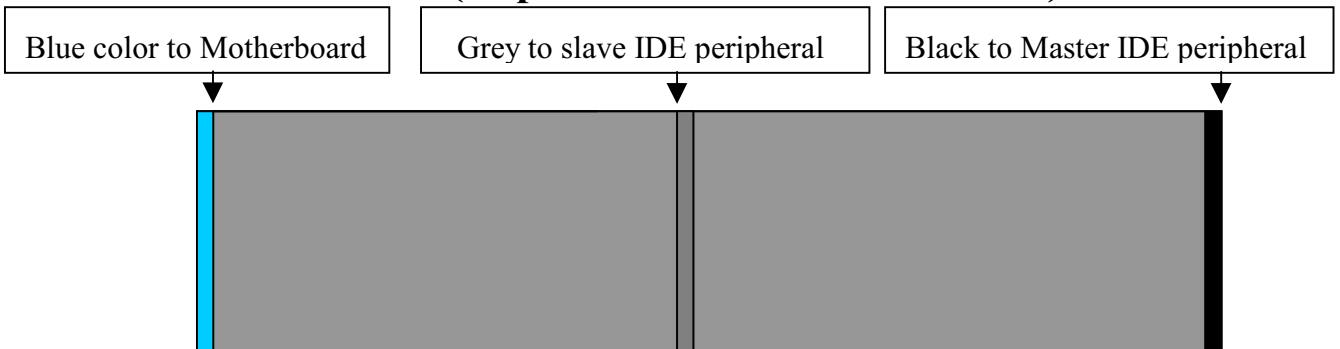 Blue color to Motherboard
Grey to slave IDE peripheral
Black to Master IDE peripheral